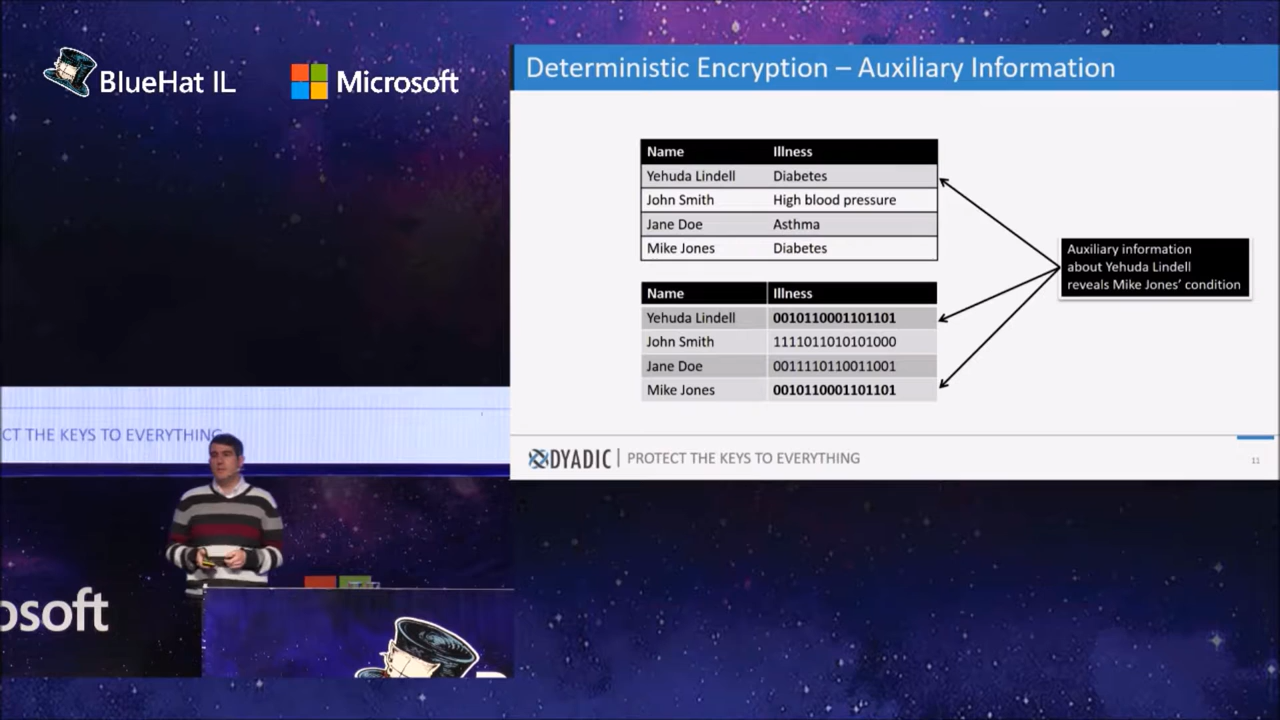 BlueHat IL
Microsoft
Deterministic Encryption – Auxiliary Information
Name Illness
Yehuda Lindell Diabetes
John Smith High blood pressure
Jane Doe Asthma
Mike Jones Diabetes
Auxiliary information
about Yehuda Lindell
reveals Mike Jones' condition
Name Illness
Yehuda Lindell 0010110001101101
John Smith 1111011010101000
Jane Doe 0011110110011001
Mike Jones 0010110001101101
DYADIC | PROTECT THE KEYS TO EVERYTHING
11
CT THE KEYS TO EVERYTHING
osoft